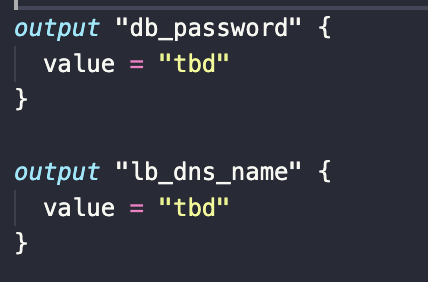 output "db_password" {
  value = "tbd"
}

output "lb_dns_name" {
  value = "tbd"
}